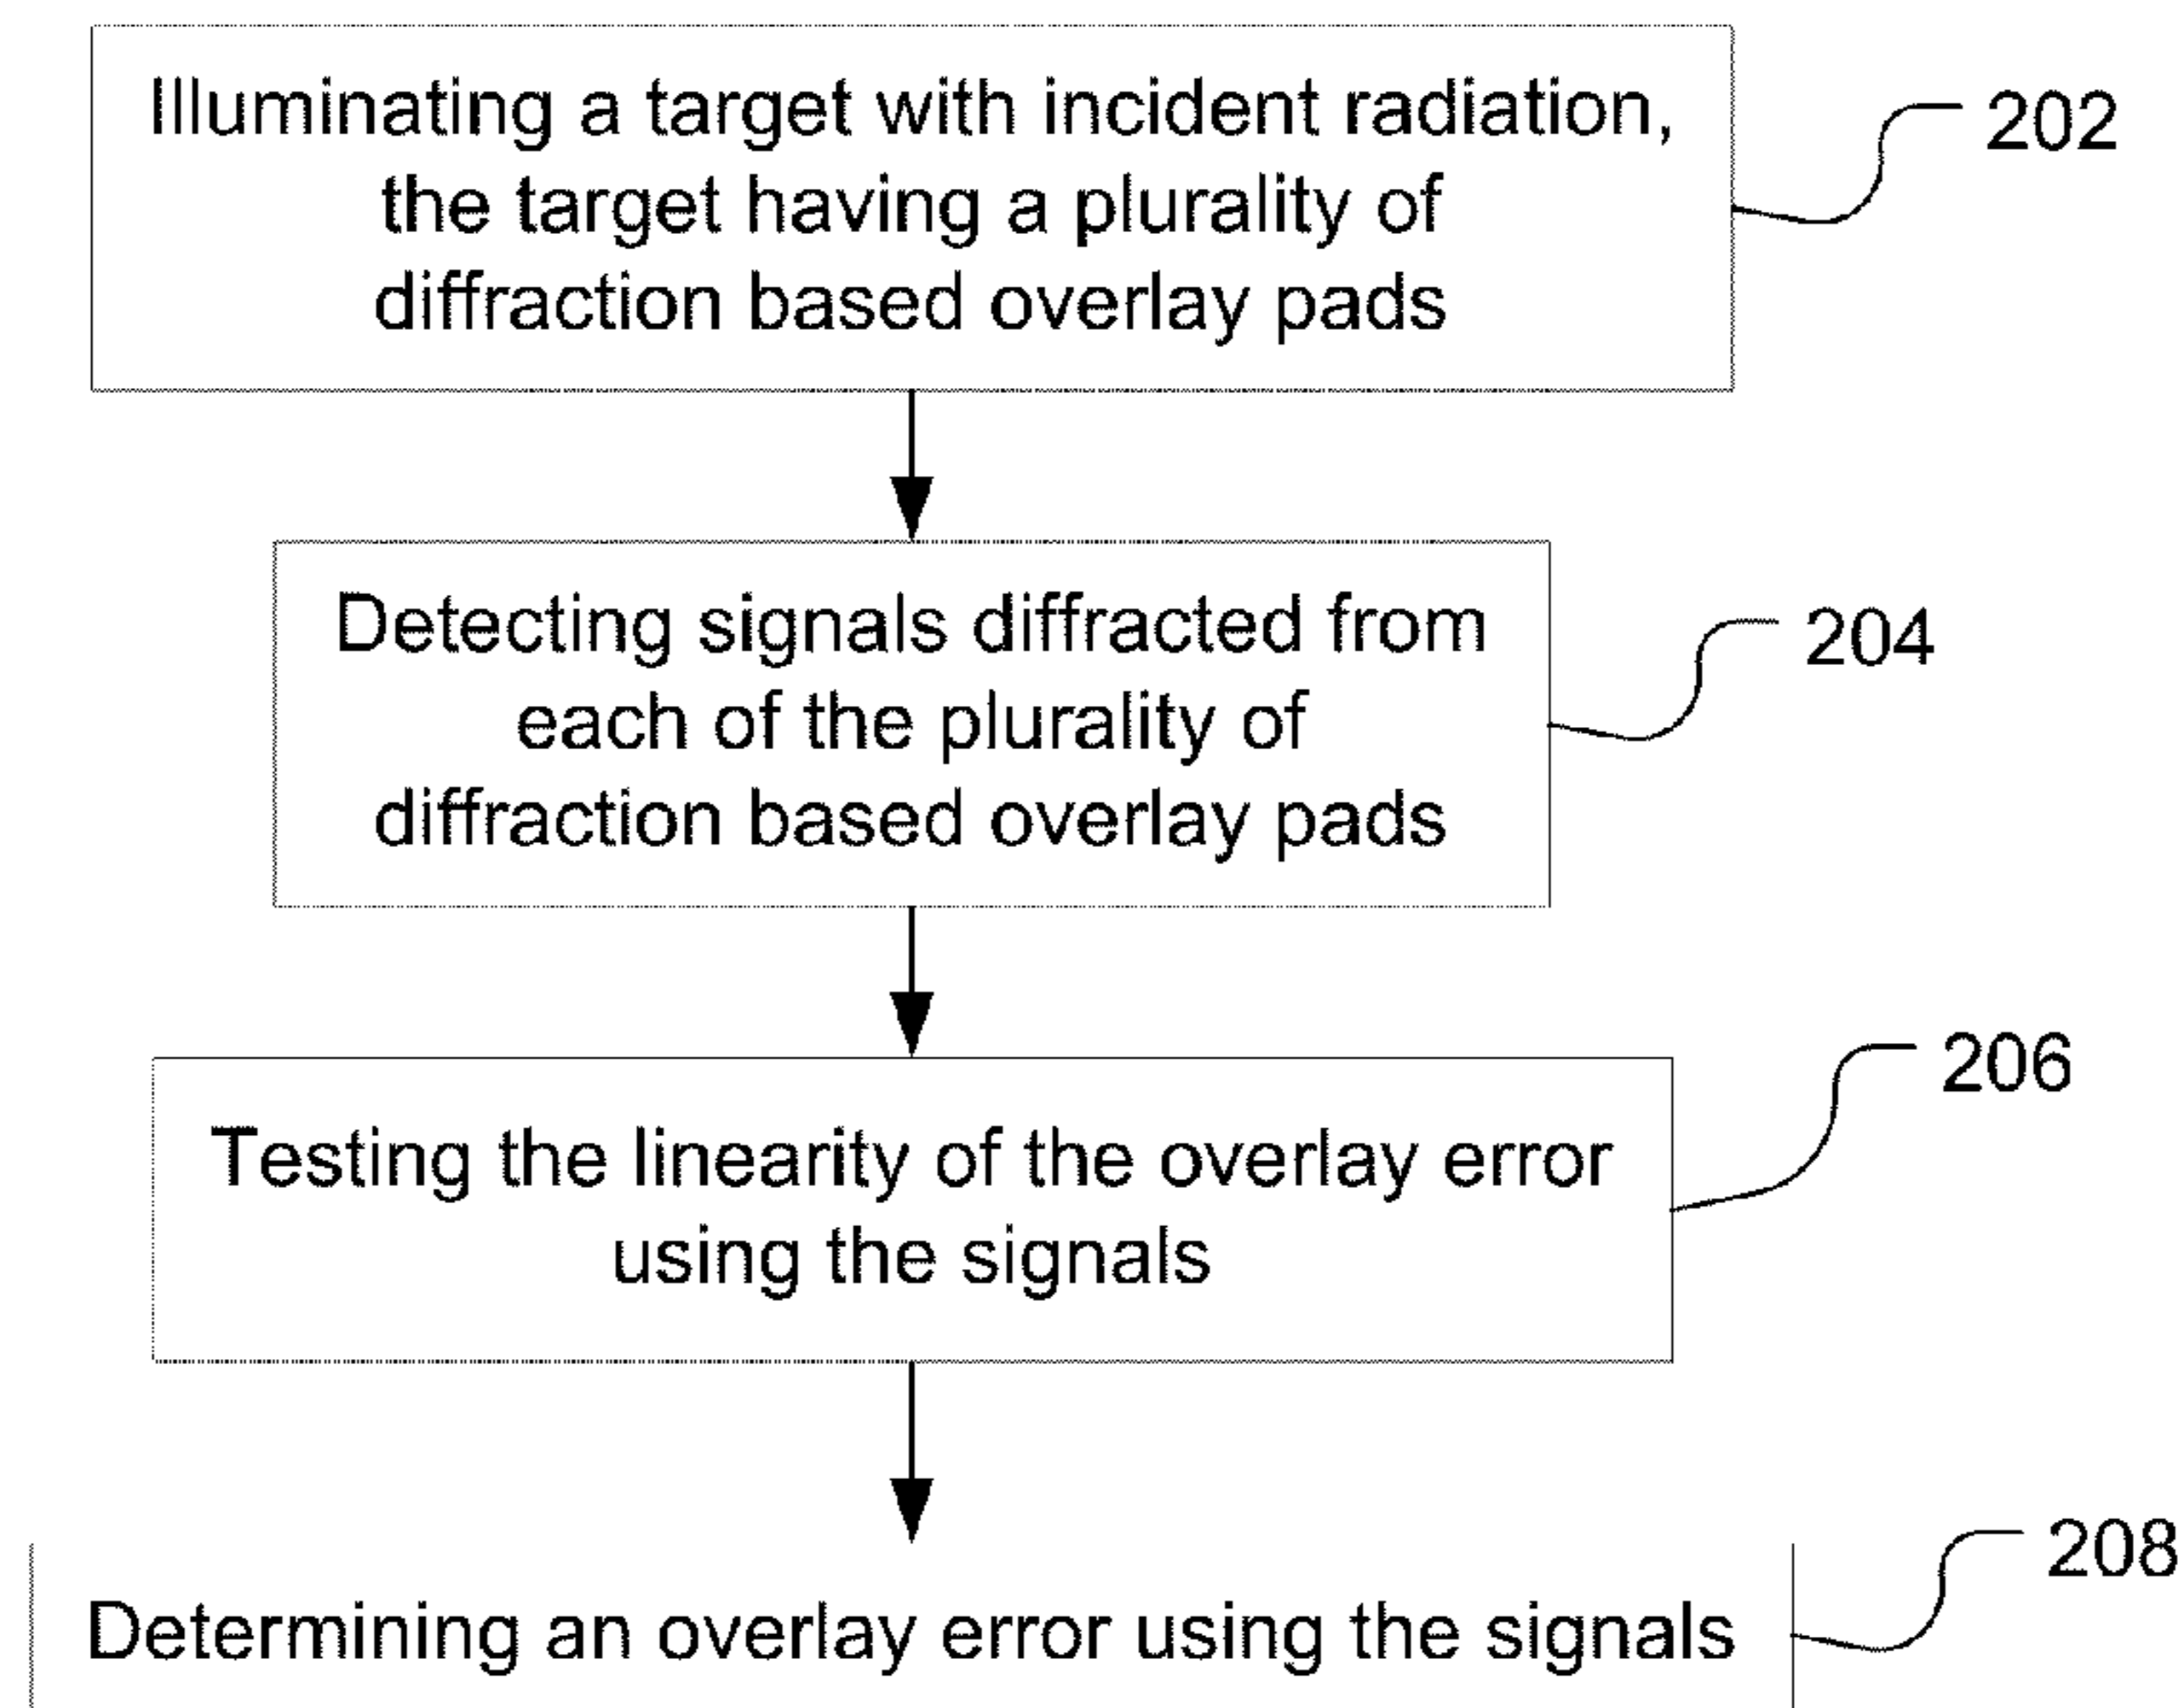 Illuminating a target with incident radiation,
the target having a plurality of
diffraction based overlay pads
202
Detecting signals diffracted from
each of the plurality of
diffraction based overlay pads
204
Testing the linearity of the overlay error
using the signals
206
Determining an overlay error using the signals
208